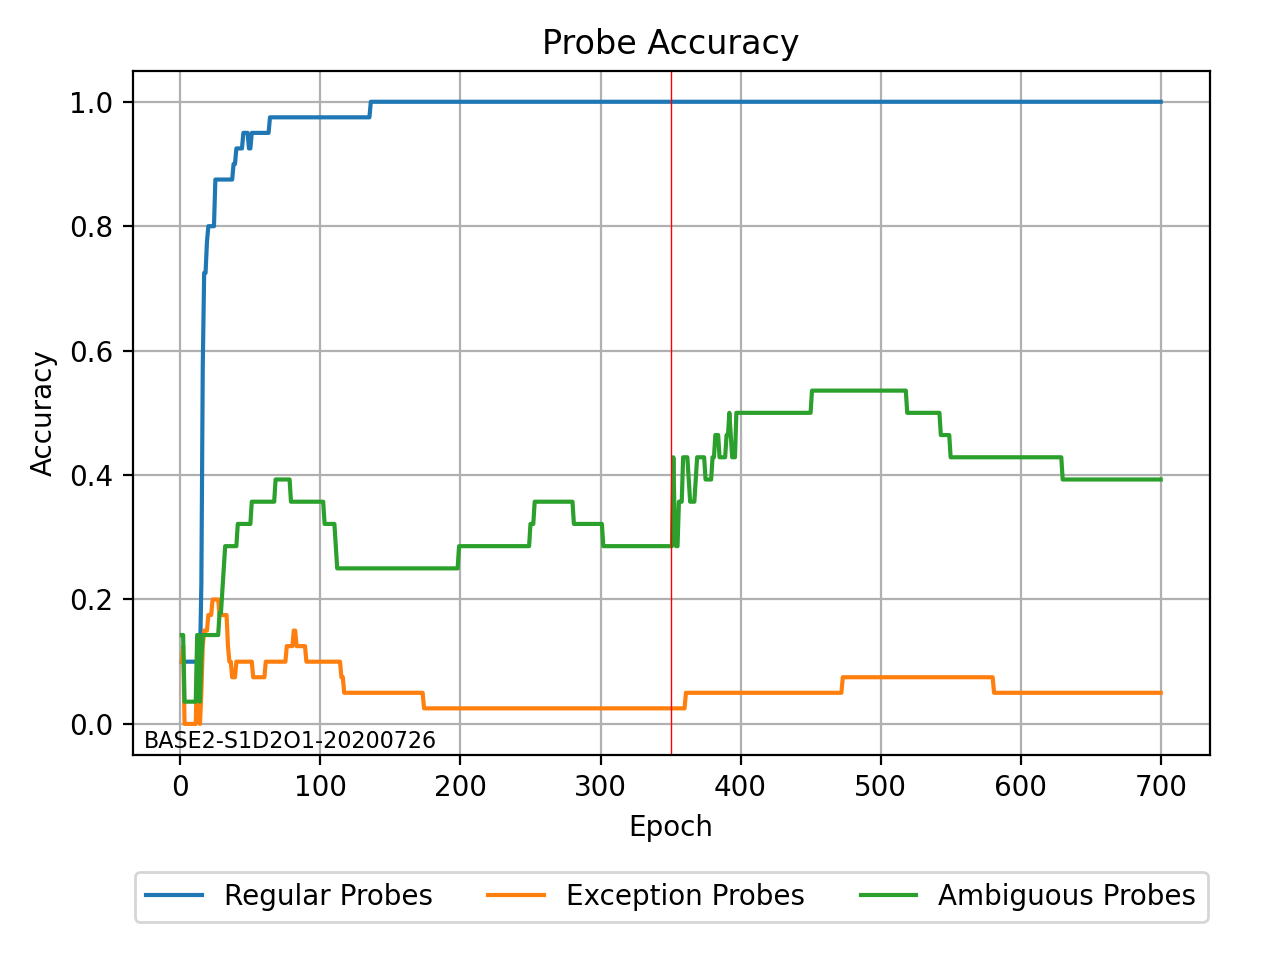 Probe Accuracy
Accuracy
1.0
0.8
0.6
0.4
0.2
0.0
BASE2-S1D2O1-20200726
0 100 200 300 400 500 600 700
Epoch
Regular Probes Exception Probes Ambiguous Probes